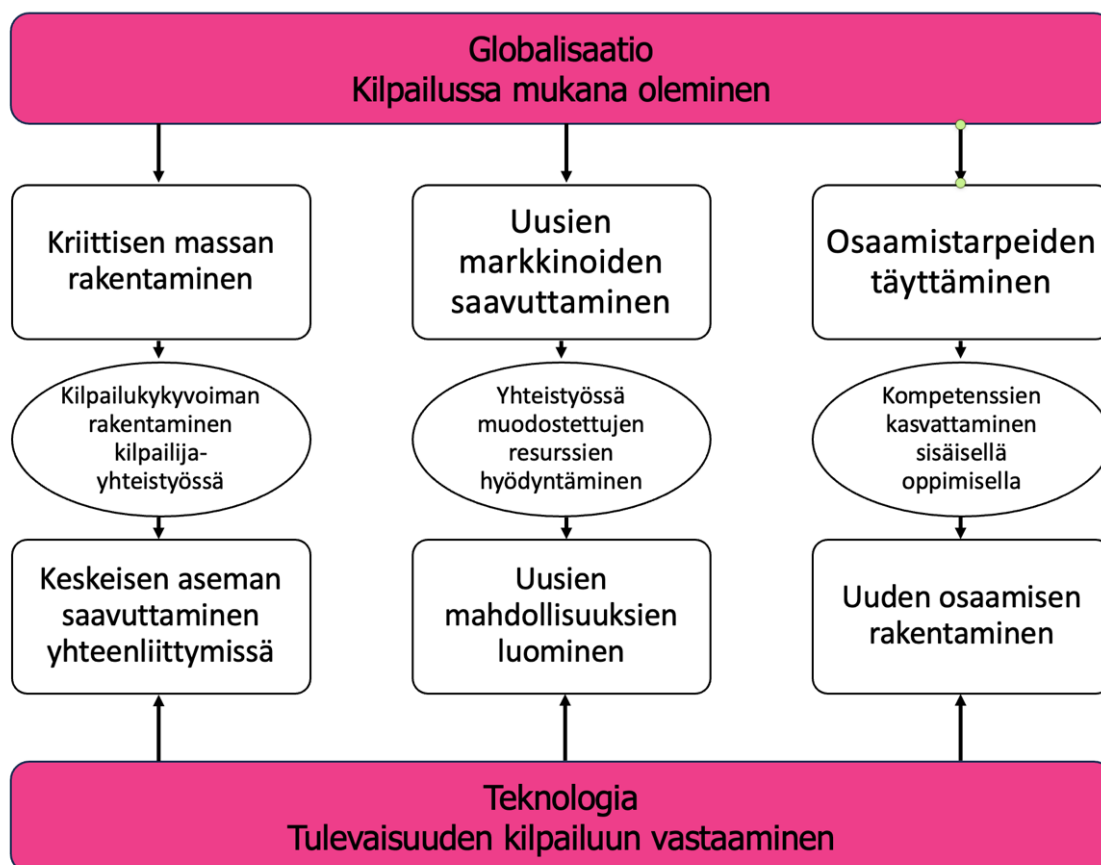 Globalisaatio
Kilpailussa mukana oleminen
Kriittisen massan
rakentaminen
Uusien
markkinoiden
saavuttaminen
Osaamistarpeiden
täyttäminen
Kilpailukykyvoiman
rakentaminen
kilpailija-
yhteistyössä
Yhteistyössä
muodostettujen
resurssien
hyödyntäminen
Kompetenssien
kasvattaminen
sisäisellä
oppimisella
Keskeisen aseman
saavuttaminen
yhteenliittymissä
Uusien
mahdollisuuksien
luominen
Uuden osaamisen
rakentaminen
Teknologia
Tulevaisuuden kilpailuun vastaaminen